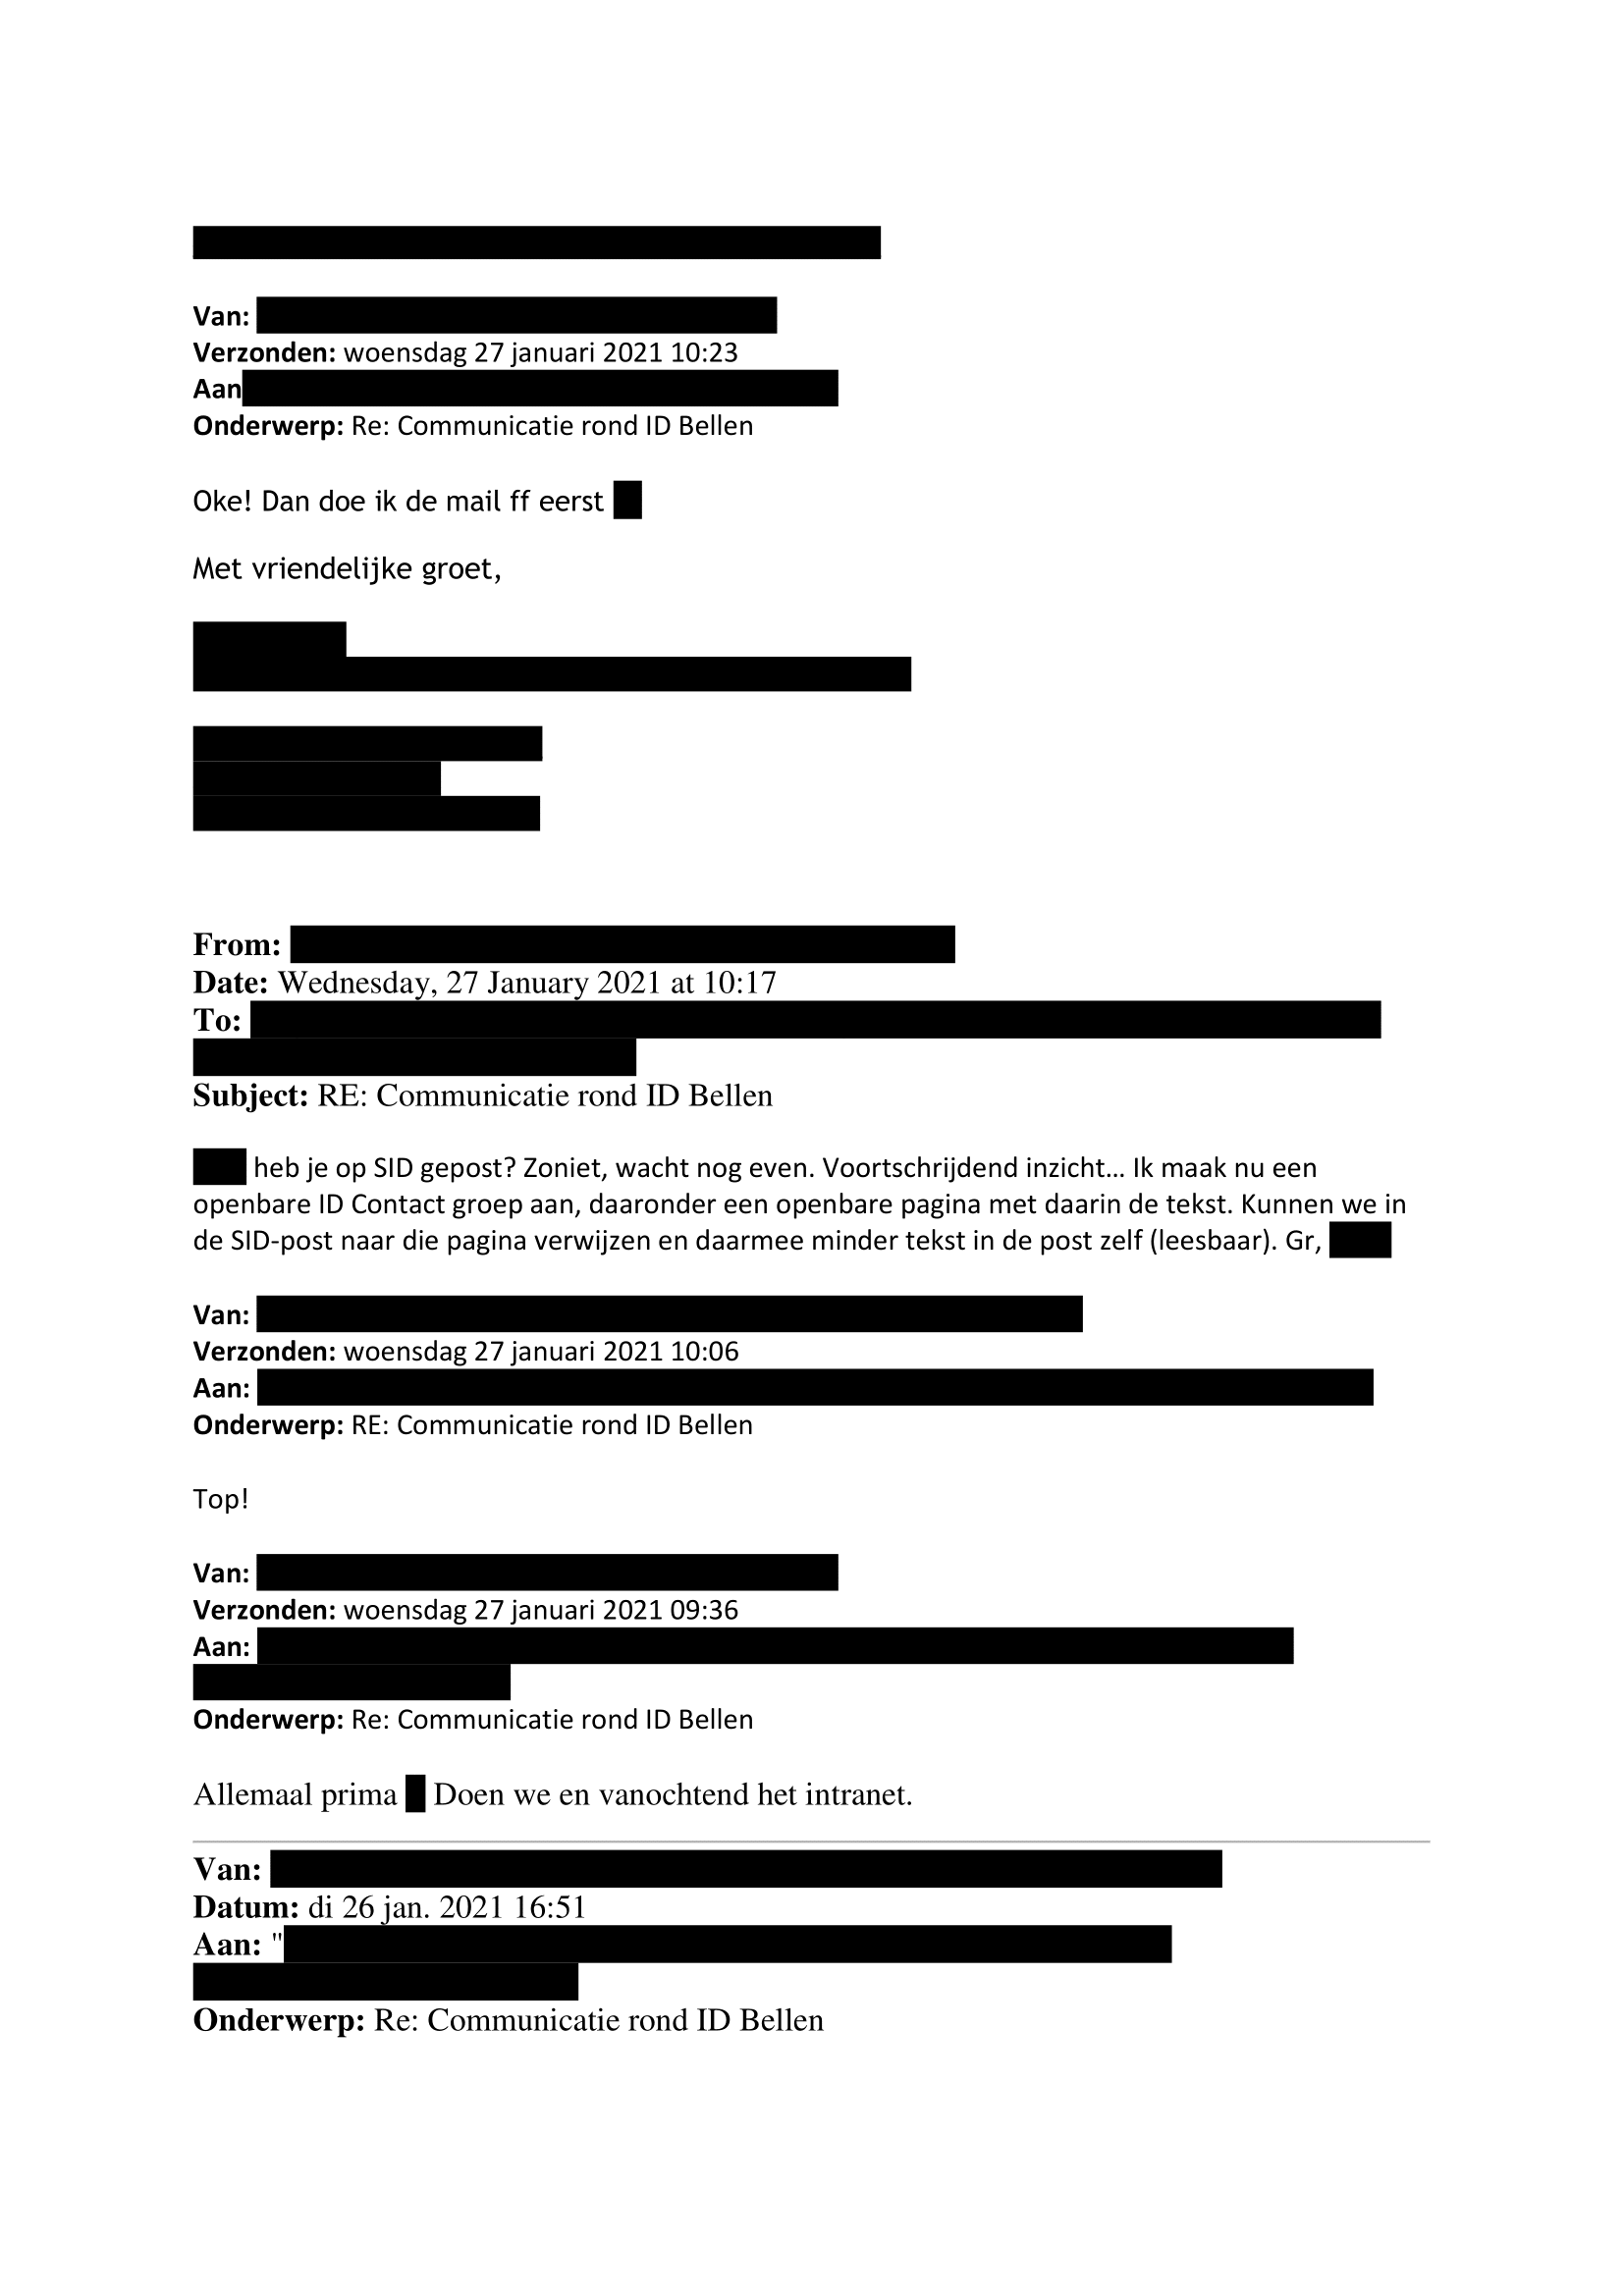 Van:
Verzonden: woensdag 27 januari 2021 10:23
Aan
Onderwerp: Re: Communicatie rond ID Bellen
Oke! Dan doe ik de mail ff eerst
Met vriendelijke groet,
From:
Date: Wednesday, 27 January 2021 at 10:17
To:
Subject: RE: Communicatie rond ID Bellen
heb je op SID gepost? Zoniet, wacht nog even. Voortschrijdend inzicht... Ik maak nu een
openbare ID Contact groep aan, daaronder een openbare pagina met daarin de tekst. Kunnen we in
de SID-post naar die pagina verwijzen en daarmee minder tekst in de post zelf (leesbaar). Gr,
Van:
Verzonden: woensdag 27 januari 2021 10:06
Aan:
Onderwerp: RE: Communicatie rond ID Bellen
Top!
Van:
Verzonden: woensdag 27 januari 2021 09:36
Aan:
Onderwerp: Re: Communicatie rond ID Bellen
Allemaal prima Doen we en vanochtend het intranet.
Van:
Datum: di 26 jan. 2021 16:51
Aan: "
Onderwerp: Re: Communicatie rond ID Bellen